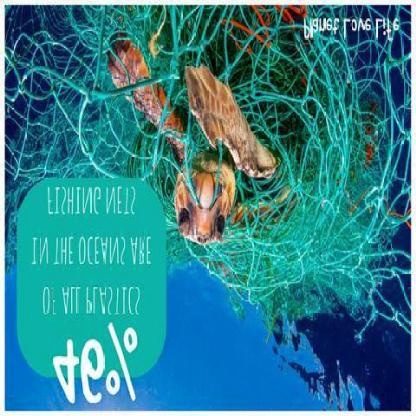 46%
OF ALL PLASTICS
IN THE OCEANS ARE
FISHING NETS
Planet Love Life